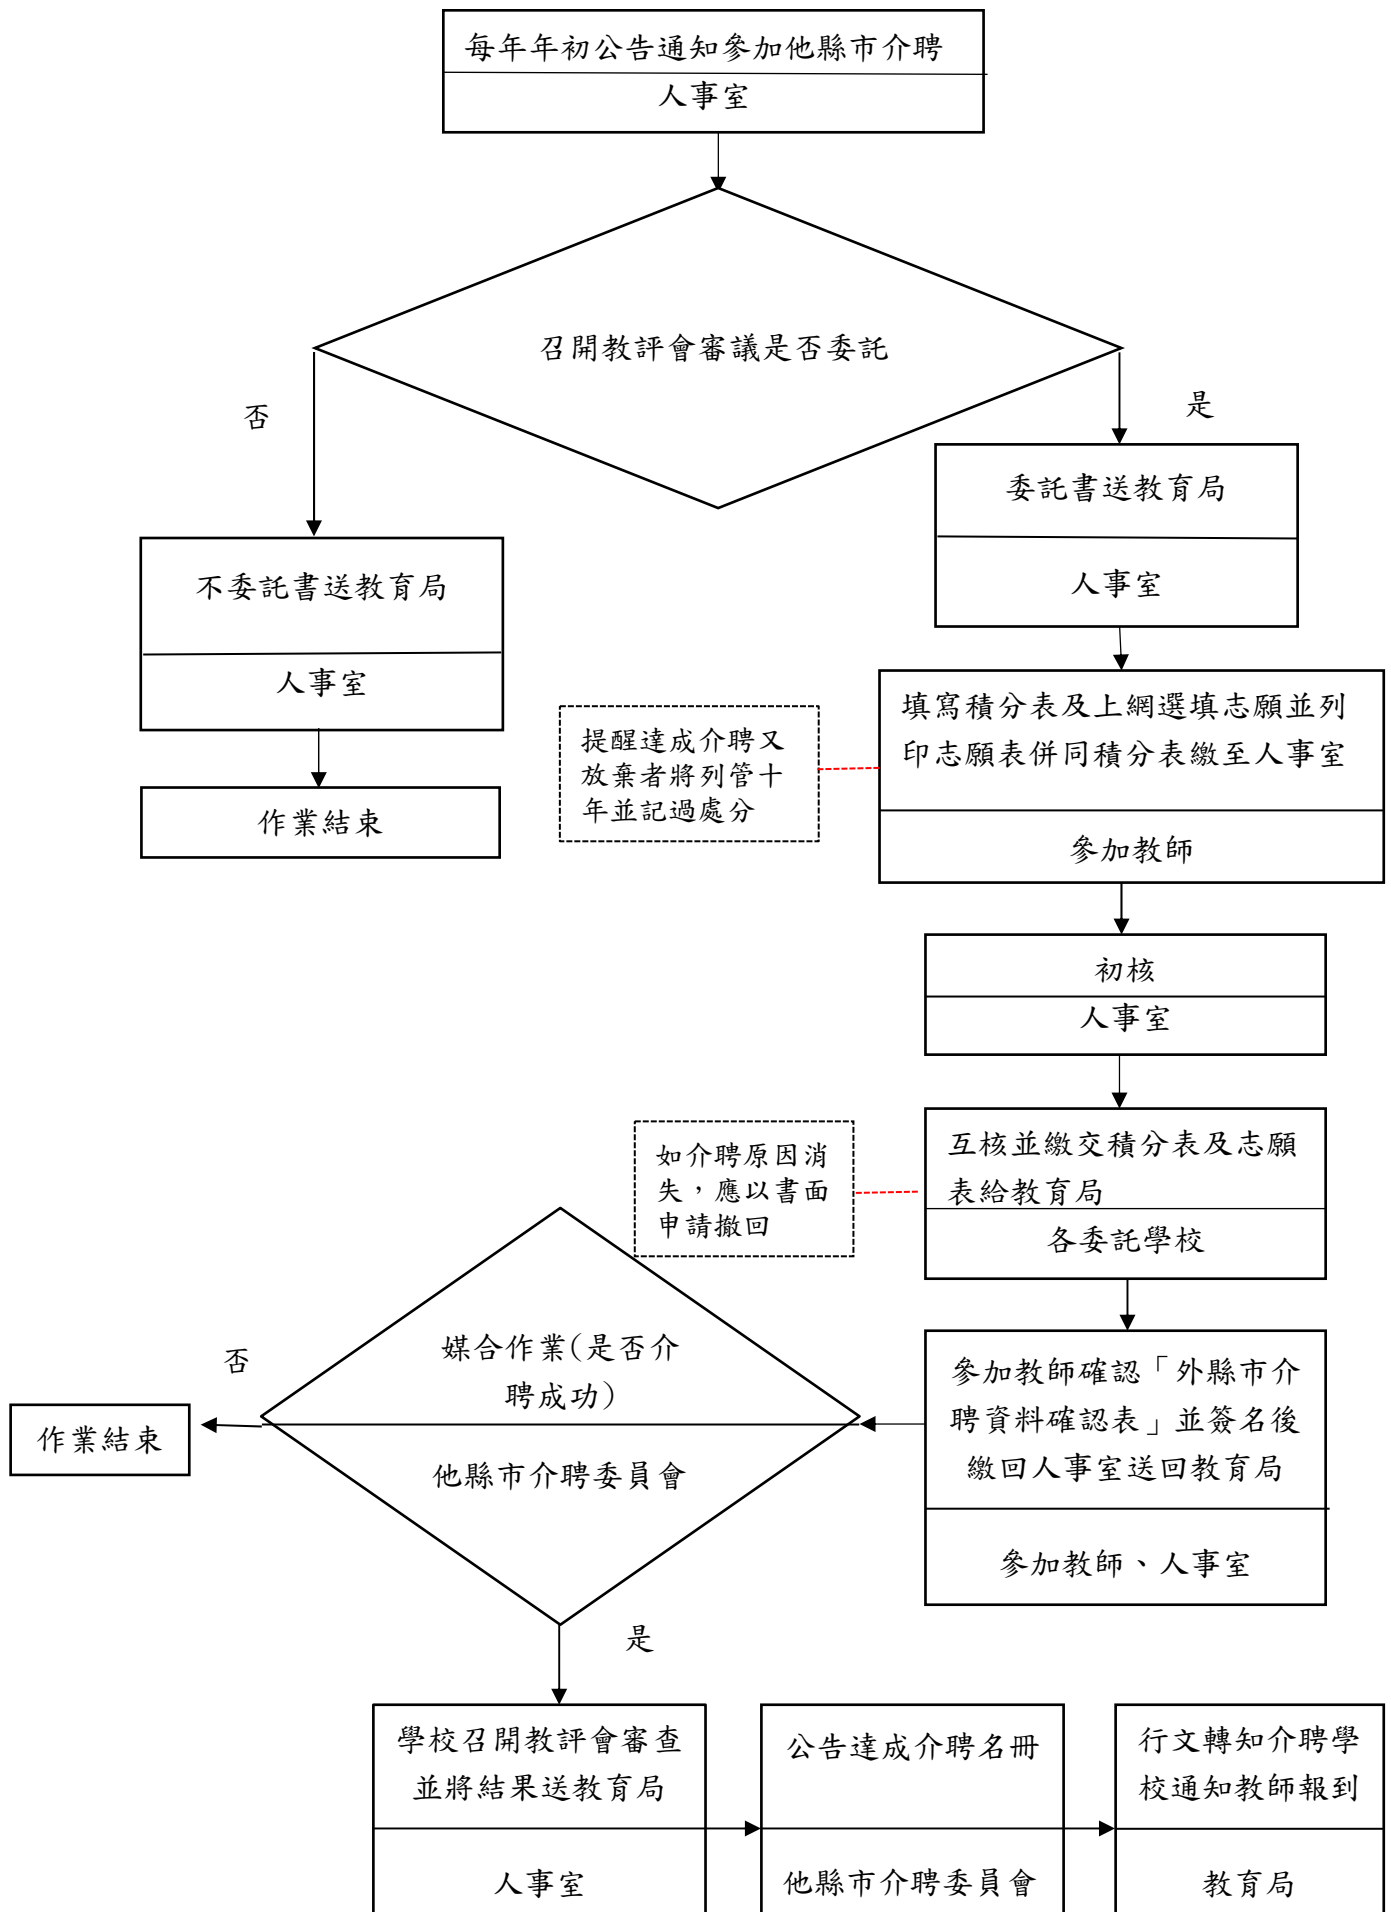 每年年初公告通知參加他縣市介聘
人事室
召開教評會審議是否委託
否
是
委託書送教育局
人事室
不委託書送教育局
人事室
作業結束
填寫積分表及上網選填志願並列
印志願表併同積分表繳至人事室
參加教師
提醒達成介聘又
放棄者將列管十
年並記過處分
初核
人事室
互核並繳交積分表及志願
表給教育局
各委託學校
如介聘原因消
失，應以書面
申請撤回
參加教師確認「外縣市介
聘資料確認表」並簽名後
繳回人事室送回教育局
參加教師、人事室
媒合作業(是否介
聘成功)
他縣市介聘委員會
否
作業結束
是
學校召開教評會審查
並將結果送教育局
人事室
公告達成介聘名冊
他縣市介聘委員會
行文轉知介聘學
校通知教師報到
教育局